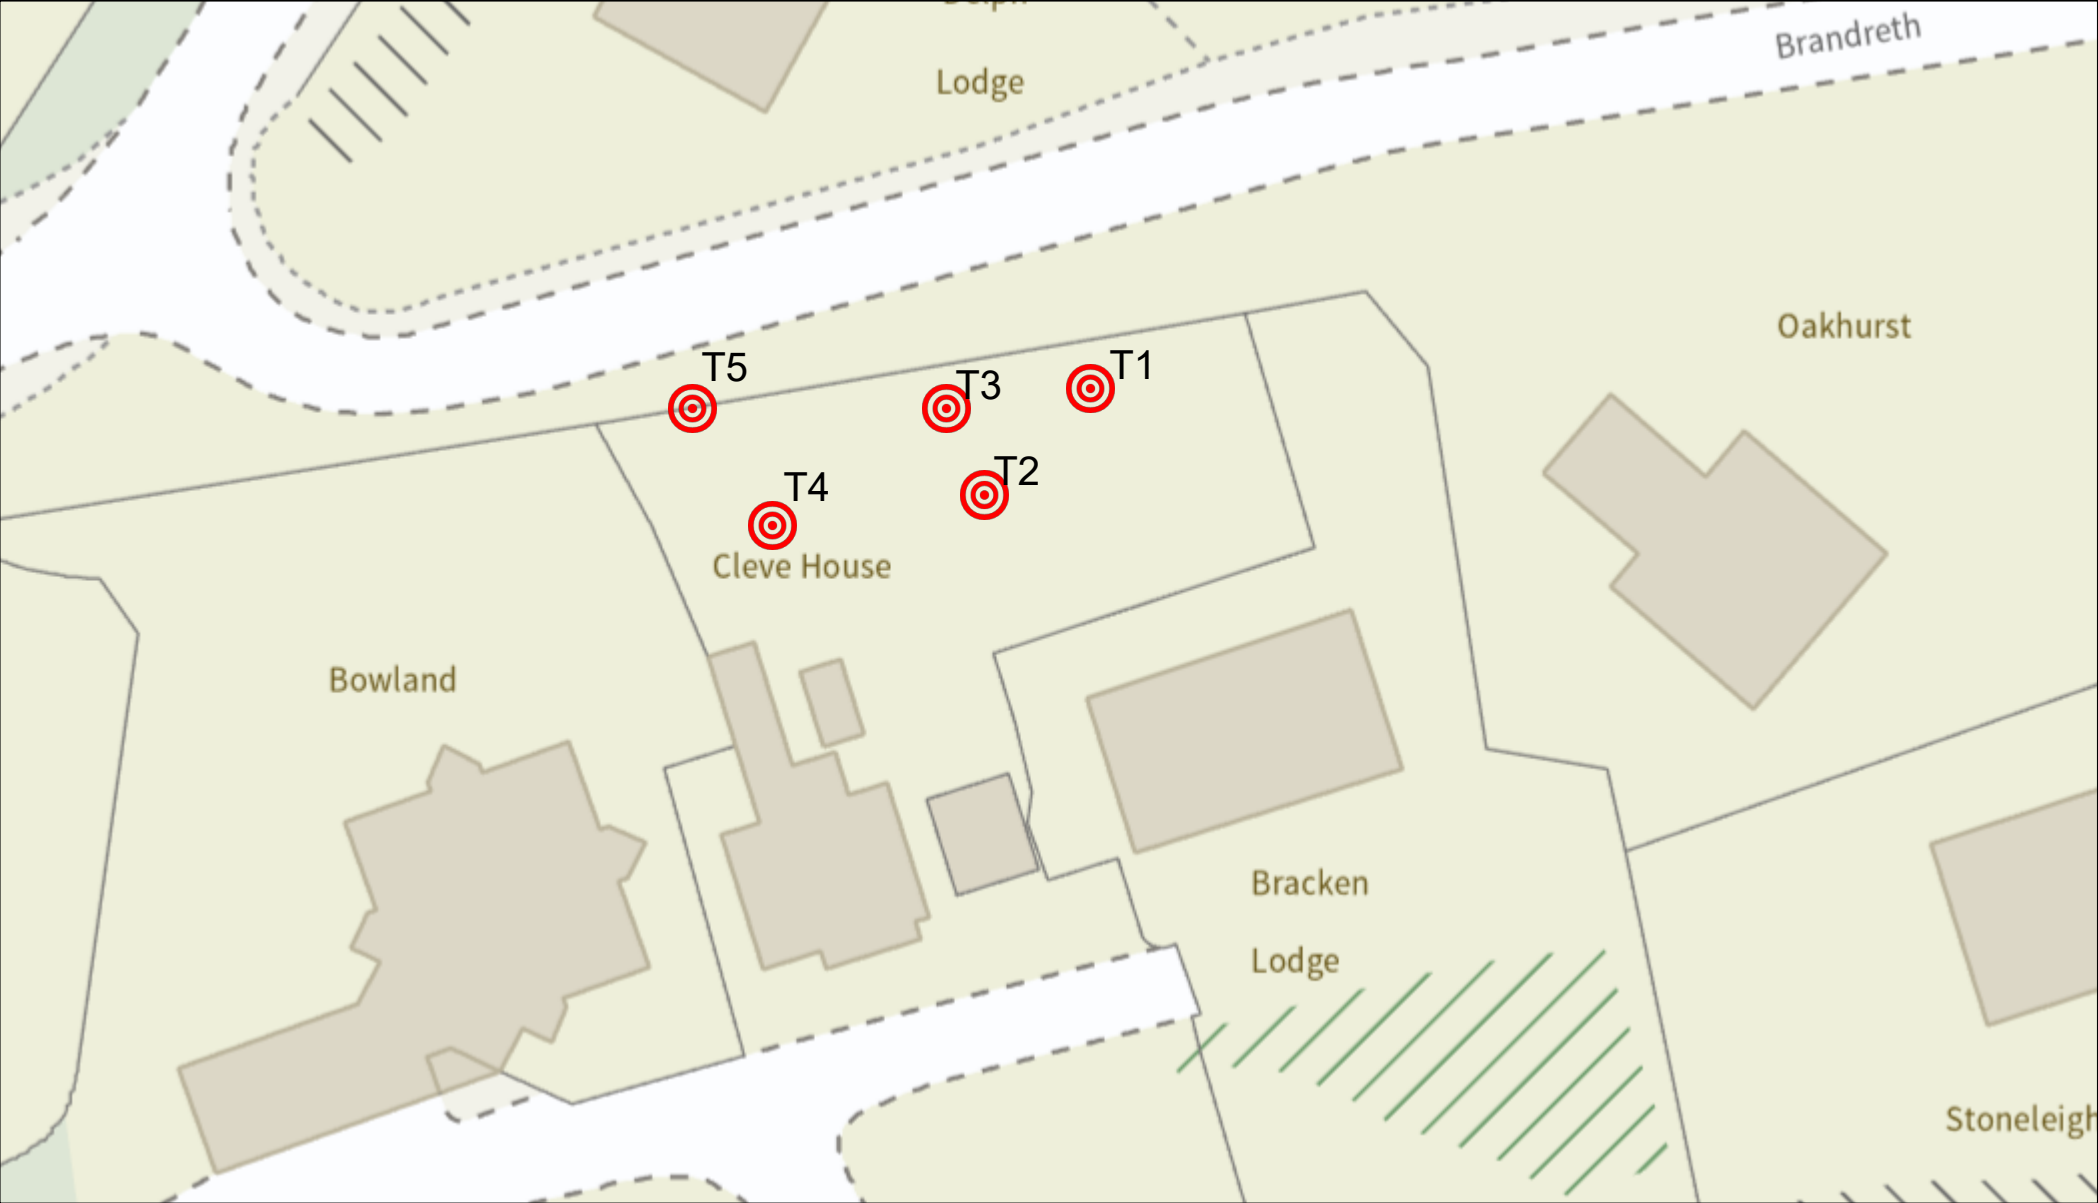 Lodge
Brandreth
Oakhurst
T5
T3
T1
T4
T2
Cleve House
Bowland
Bracken
Lodge
Stoneleigh